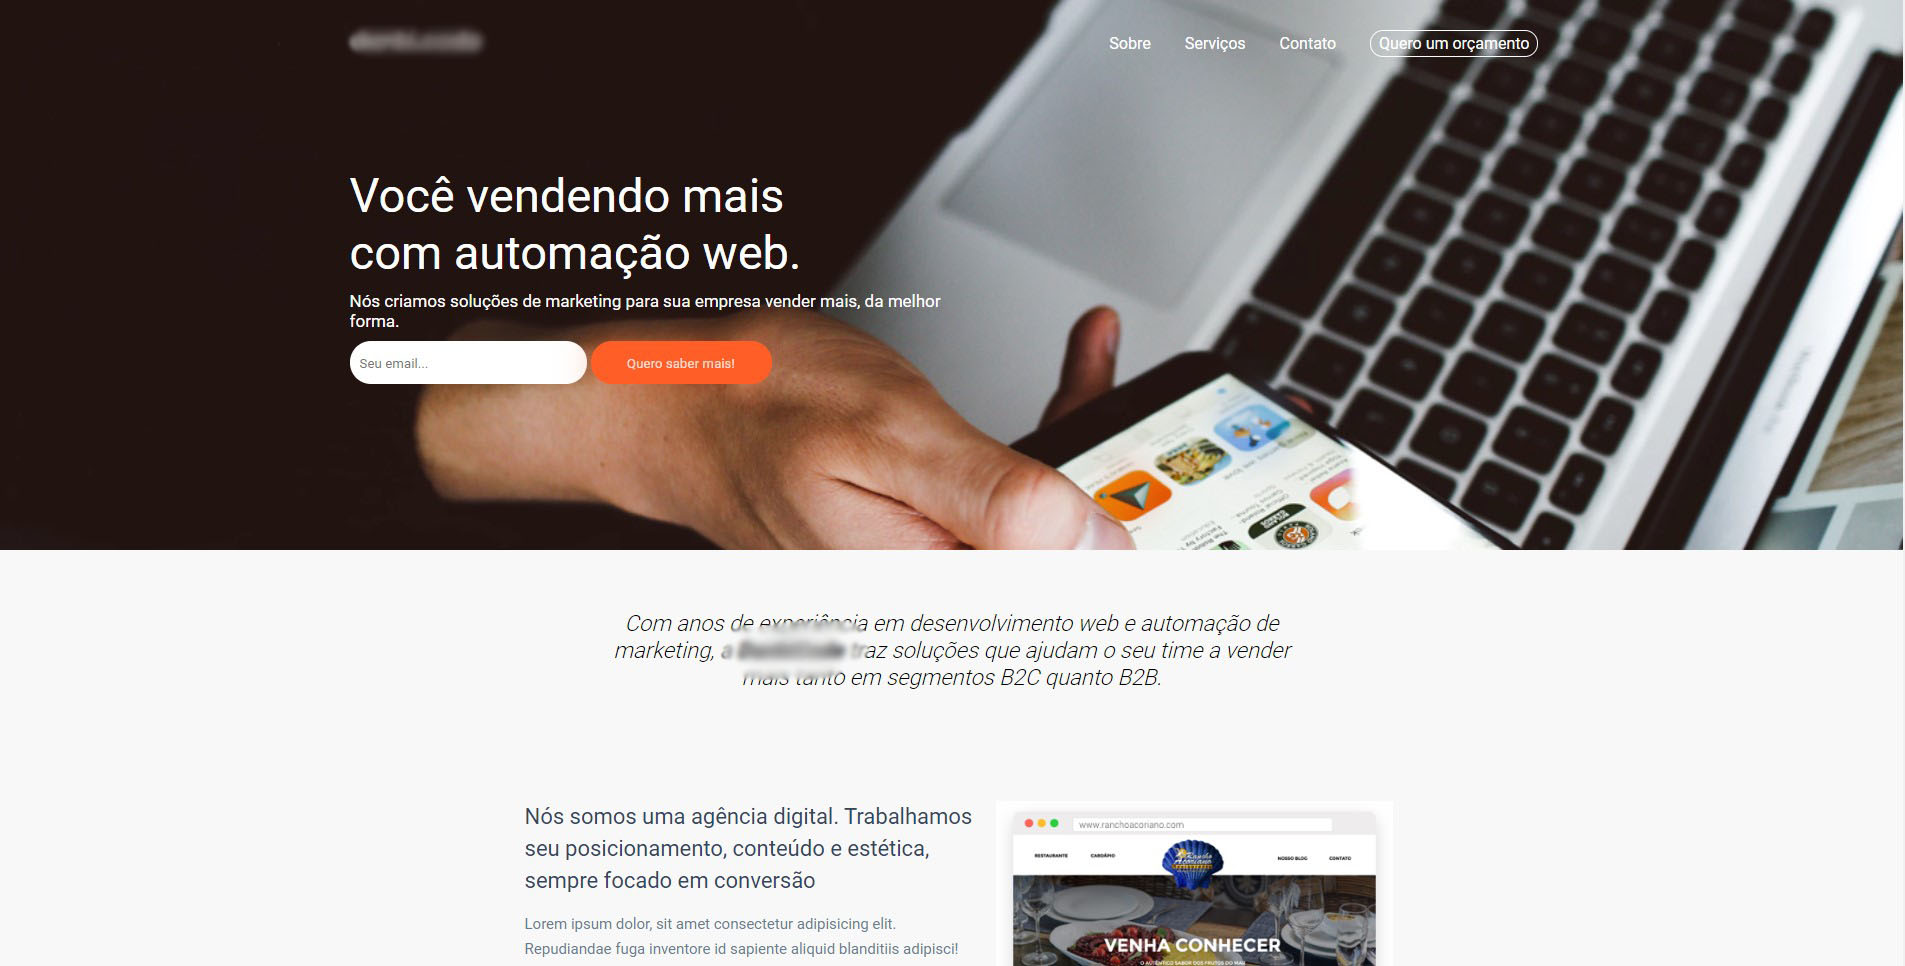 Sobre Serviços Contato Quero um orçamento
Você vendendo mais
com automação web.
Nós criamos soluções de marketing para sua empresa vender mais, da melhor
forma.
Seu email... Quero saber mais!
Com anos de experiência em desenvolvimento web e automação de
marketing, a traz soluções que ajudam o seu time a vender
mais tanto em segmentos B2C quanto B2B.
Nós somos uma agência digital. Trabalhamos
seu posicionamento, conteúdo e estética,
sempre focado em conversão
Lorem ipsum dolor, sit amet consectetur adipisicing elit.
Repudiandae fuga inventore id sapiente aliquid blanditiis adipisci!
www.ranchoacoriano.com
RESTAURANTE CARDÁPIO Rancho Açoriano NOSSO BLOG CONTATO
VENHA CONHECER
O AUTÊNTICO SABOR DOS FRUTOS DO MAR